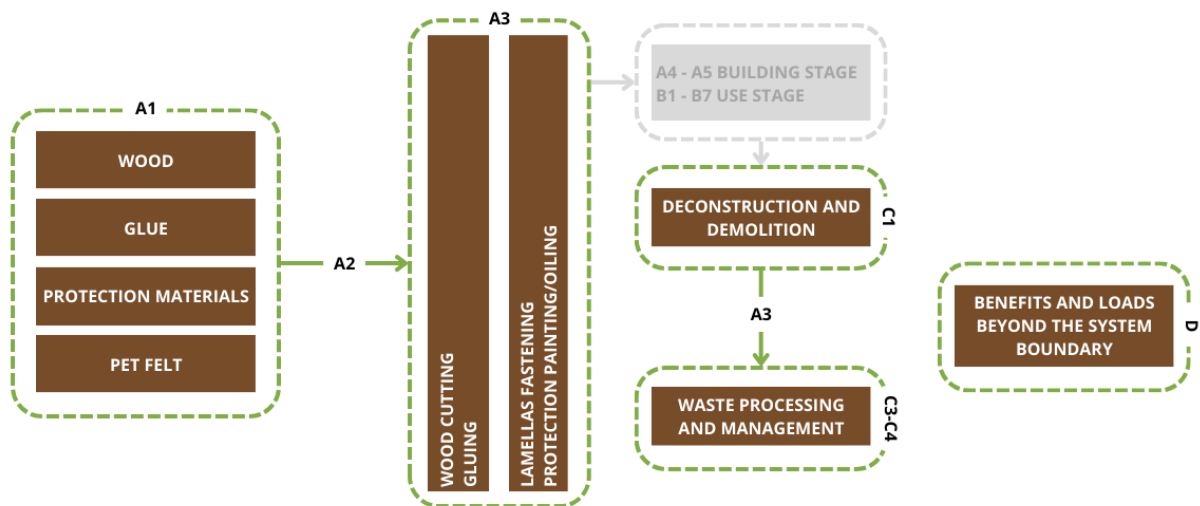 A1
WOOD
GLUE
PROTECTION MATERIALS
PET FELT
A2
A3
WOOD CUTTING
GLUING
LAMELLAS FASTENING
PROTECTION PAINTING/OILING
A4 - A5 BUILDING STAGE
B1 - B7 USE STAGE
DECONSTRUCTION AND
DEMOLITION
C1
A3
WASTE PROCESSING
AND MANAGEMENT
C3-C4
BENEFITS AND LOADS
BEYOND THE SYSTEM
BOUNDARY
D